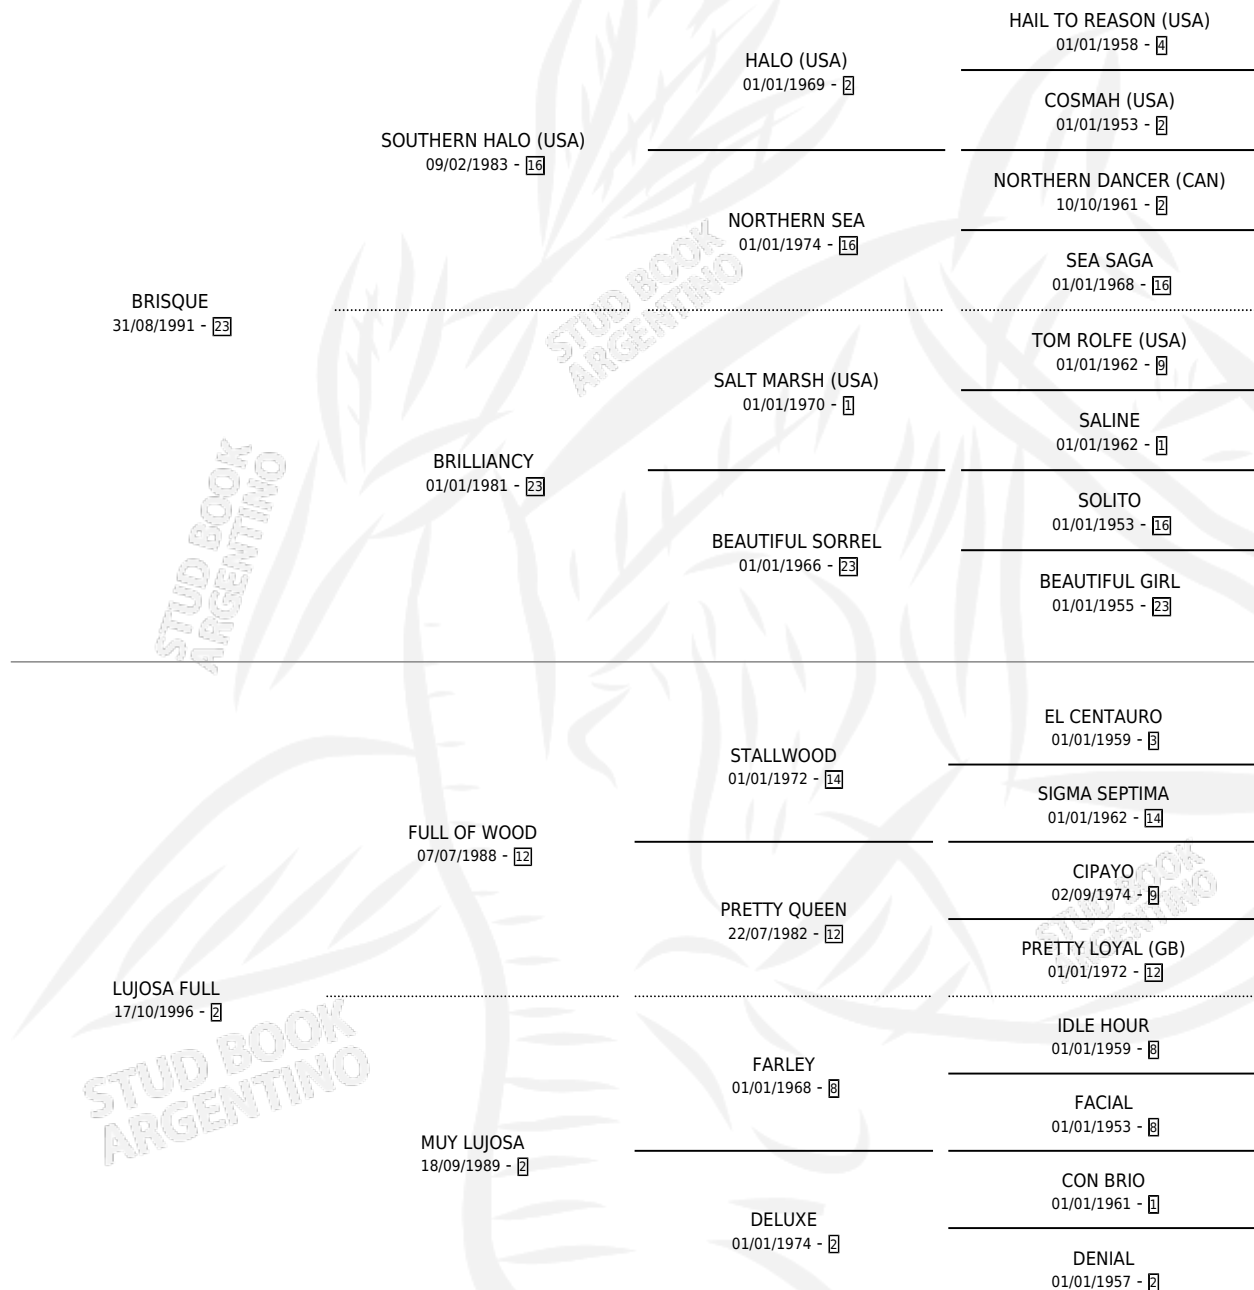 HAIL TO REASON (USA)
01/01/1958 - 4
HALO (USA)
01/01/1969 - 2
COSMAH (USA)
01/01/1953 - 2
SOUTHERN HALO (USA)
09/02/1983 - 16
NORTHERN DANCER (CAN)
10/10/1961 - 2
NORTHERN SEA
01/01/1974 - 16
SEA SAGA
01/01/1968 - 16
BRISQUE
31/08/1991 - 23
STUD BOOK
ARGENTINO
TOM ROLFE (USA)
01/01/1962 - 9
SALT MARSH (USA)
01/01/1970 - 1
SALINE
01/01/1962 - 1
BRILLIANCY
01/01/1981 - 23
SOLITO
01/01/1953 - 16
BEAUTIFUL SORREL
01/01/1966 - 23
BEAUTIFUL GIRL
01/01/1955 - 23
STUD BOOK
ARGENTINO
EL CENTAURO
01/01/1959 - 3
STALLWOOD
01/01/1972 - 14
SIGMA SEPTIMA
01/01/1962 - 14
FULL OF WOOD
07/07/1988 - 12
CIPAYO
02/09/1974 - 9
PRETTY QUEEN
22/07/1982 - 12
STUD BOOK
ARGENTINO
PRETTY LOYAL (GB)
01/01/1972 - 12
LUJOSA FULL
17/10/1996 - 2
STUD BOOK
ARGENTINO
IDLE HOUR
01/01/1959 - 8
FARLEY
01/01/1968 - 8
FACIAL
01/01/1953 - 8
MUY LUJOSA
18/09/1989 - 2
CON BRIO
01/01/1961 - 1
DELUXE
01/01/1974 - 2
DENIAL
01/01/1957 - 2